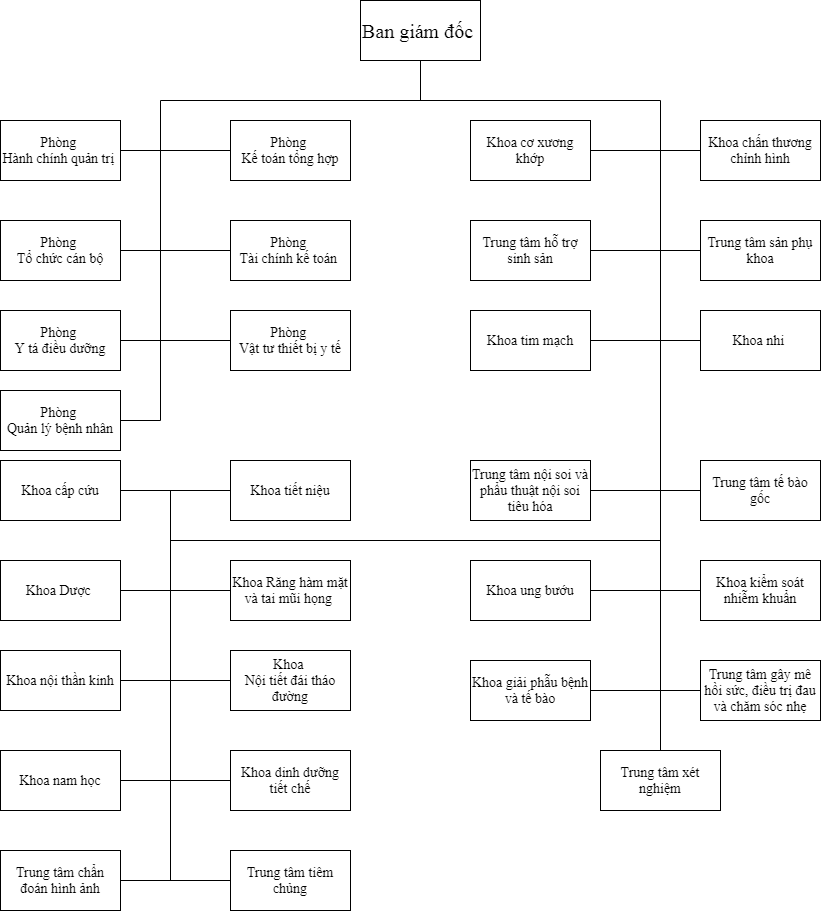 Ban giám đốc
Phòng
Hành chính quản trị
Phòng
Kế toán tổng hợp
Khoa cơ xương
khớp
Khoa chấn thương
chỉnh hình
Phòng
Tổ chức cán bộ
Phòng
Tài chính kế toán
Trung tâm hỗ trợ
sinh sản
Trung tâm sản phụ
khoa
Phòng
Y tá điều dưỡng
Phòng
Vật tư thiết bị y tế
Khoa tim mạch
Khoa nhi
Phòng
Quản lý bệnh nhân
Khoa cấp cứu
Khoa tiết niệu
Trung tâm nội soi và
phẩu thuật nội soi
tiêu hóa
Trung tâm tế bào
gốc
Khoa Dược
Khoa Răng hàm mặt
và tai mũi họng
Khoa ung bướu
Khoa kiểm soát
nhiễm khuẩn
Khoa nội thần kinh
Khoa
Nội tiết đái tháo
đường
Khoa giải phẫu bệnh
và tế bào
Trung tâm gây mê
hồi sức, điều trị đau
và chăm sóc nhẹ
Khoa nam học
Khoa dinh dưỡng
tiết chế
Trung tâm xét
nghiệm
Trung tâm chẩn
đoán hình ảnh
Trung tâm tiêm
chủng